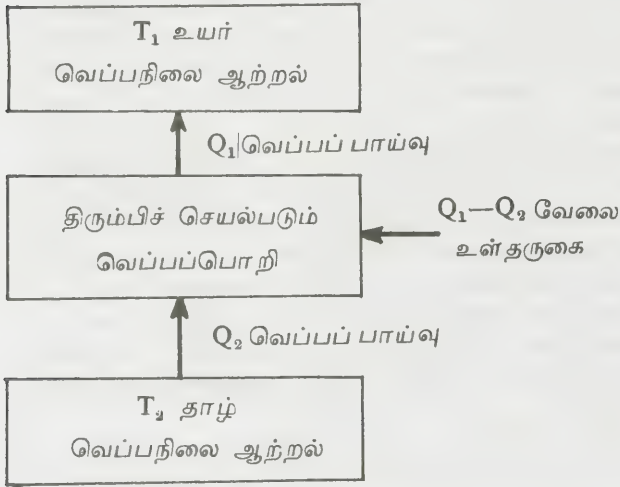 T₁ உயர்
வெப்பநிலை ஆற்றல்
Q₁ வெப்பப் பாய்வு
திரும்பிச் செயல்படும்
வெப்பப்பொறி
Q₁—Q₂ வேலை
உள் தருகை
Q₂ வெப்பப் பாய்வு
T₂ தாழ்
வெப்பநிலை ஆற்றல்